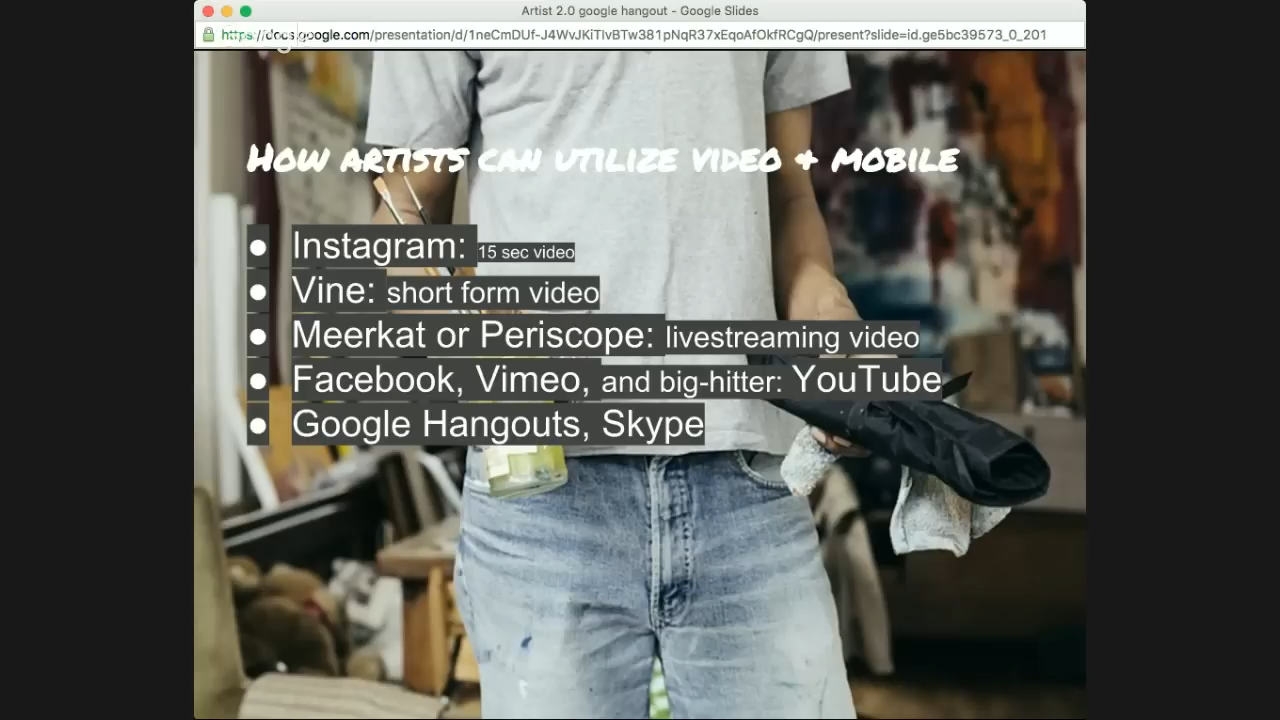 Artist 2.0 google hangout - Google Slides
https://docs.google.com/presentation/d/1neCmDUf-J4WvJKiTlvBTw381pNqR37xEqoAfOkfRCgQ/present?slide=id.ge5bc39573_0_201
How artists can utilize video & mobile
● Instagram: 15 sec video
● Vine: short form video
● Meerkat or Periscope: livestreaming video
● Facebook, Vimeo, and big-hitter: YouTube
● Google Hangouts, Skype